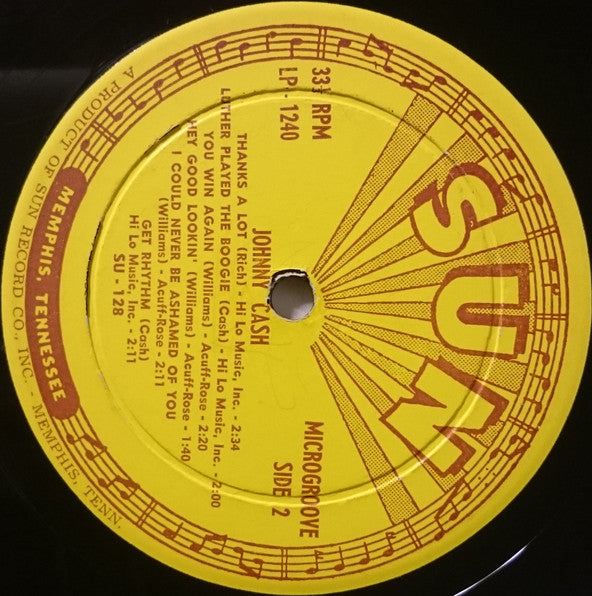 SUN
33⅓ RPM
LP - 1240
MICROGROOVE
SIDE 2
JOHNNY CASH
THANKS A LOT (Rich) - Hi Lo Music, Inc. - 2:34
LUTHER PLAYED THE BOOGIE (Cash) - Hi Lo Music, Inc. - 2:00
YOU WIN AGAIN (Williams) - Acuff-Rose - 2:20
HEY GOOD LOOKIN' (Williams) - Acuff-Rose - 1:40
I COULD NEVER BE ASHAMED OF YOU
(Williams) - Acuff-Rose - 2:11
GET RHYTHM (Cash)
Hi Lo Music, Inc. - 2:11
SU - 128
MEMPHIS, TENNESSEE
A PRODUCT OF SUN RECORD CO., INC. - MEMPHIS, TENN.